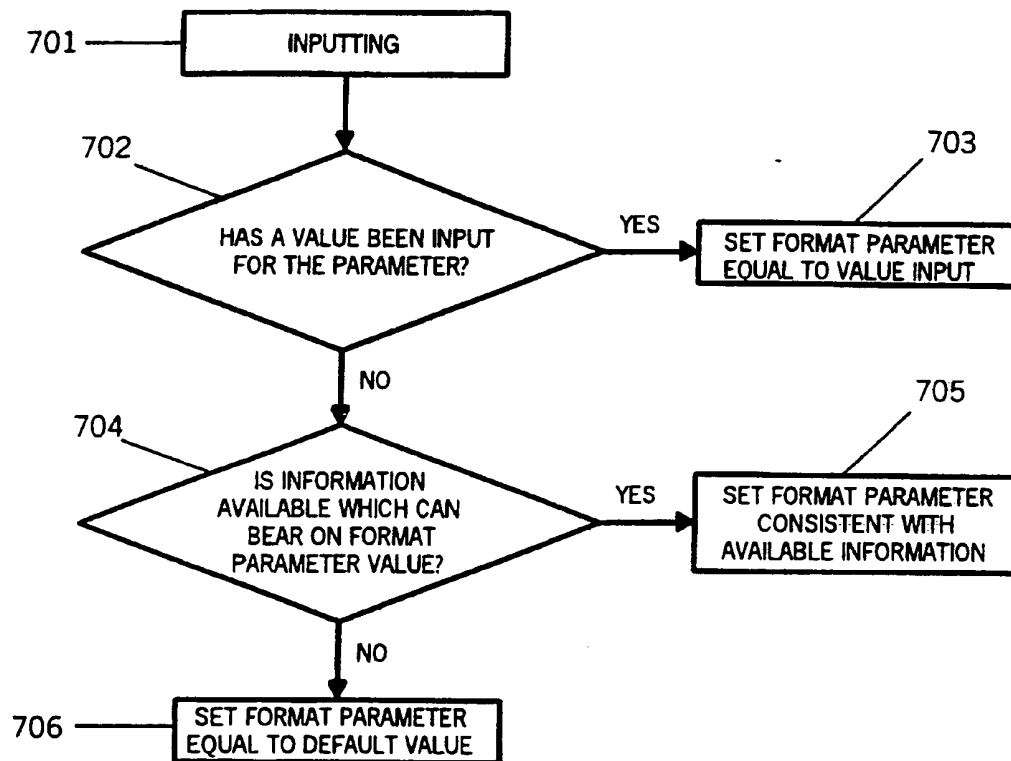 701
INPUTTING
702
HAS A VALUE BEEN INPUT
FOR THE PARAMETER?
YES
703
SET FORMAT PARAMETER
EQUAL TO VALUE INPUT
NO
704
IS INFORMATION
AVAILABLE WHICH CAN
BEAR ON FORMAT
PARAMETER VALUE?
YES
705
SET FORMAT PARAMETER
CONSISTENT WITH
AVAILABLE INFORMATION
NO
706
SET FORMAT PARAMETER
EQUAL TO DEFAULT VALUE